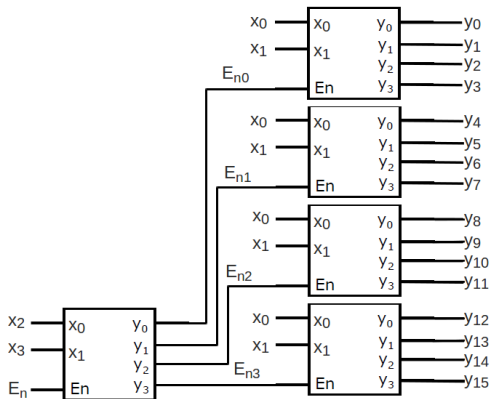 x₀ x₀ y₀ y₀
x₁ x₁ y₁ y₁
y₂ y₂
Eₙ₀ En y₃ y₃
x₀ x₀ y₀ y₄
x₁ x₁ y₁ y₅
y₂ y₆
Eₙ₁ En y₃ y₇
x₀ x₀ y₀ y₈
x₁ x₁ y₁ y₉
y₂ y₁₀
Eₙ₂ En y₃ y₁₁
x₀ x₀ y₀ y₁₂
x₁ x₁ y₁ y₁₃
y₂ y₁₄
Eₙ₃ En y₃ y₁₅
x₂ x₀ y₀
x₃ x₁ y₁
y₂
Eₙ En y₃